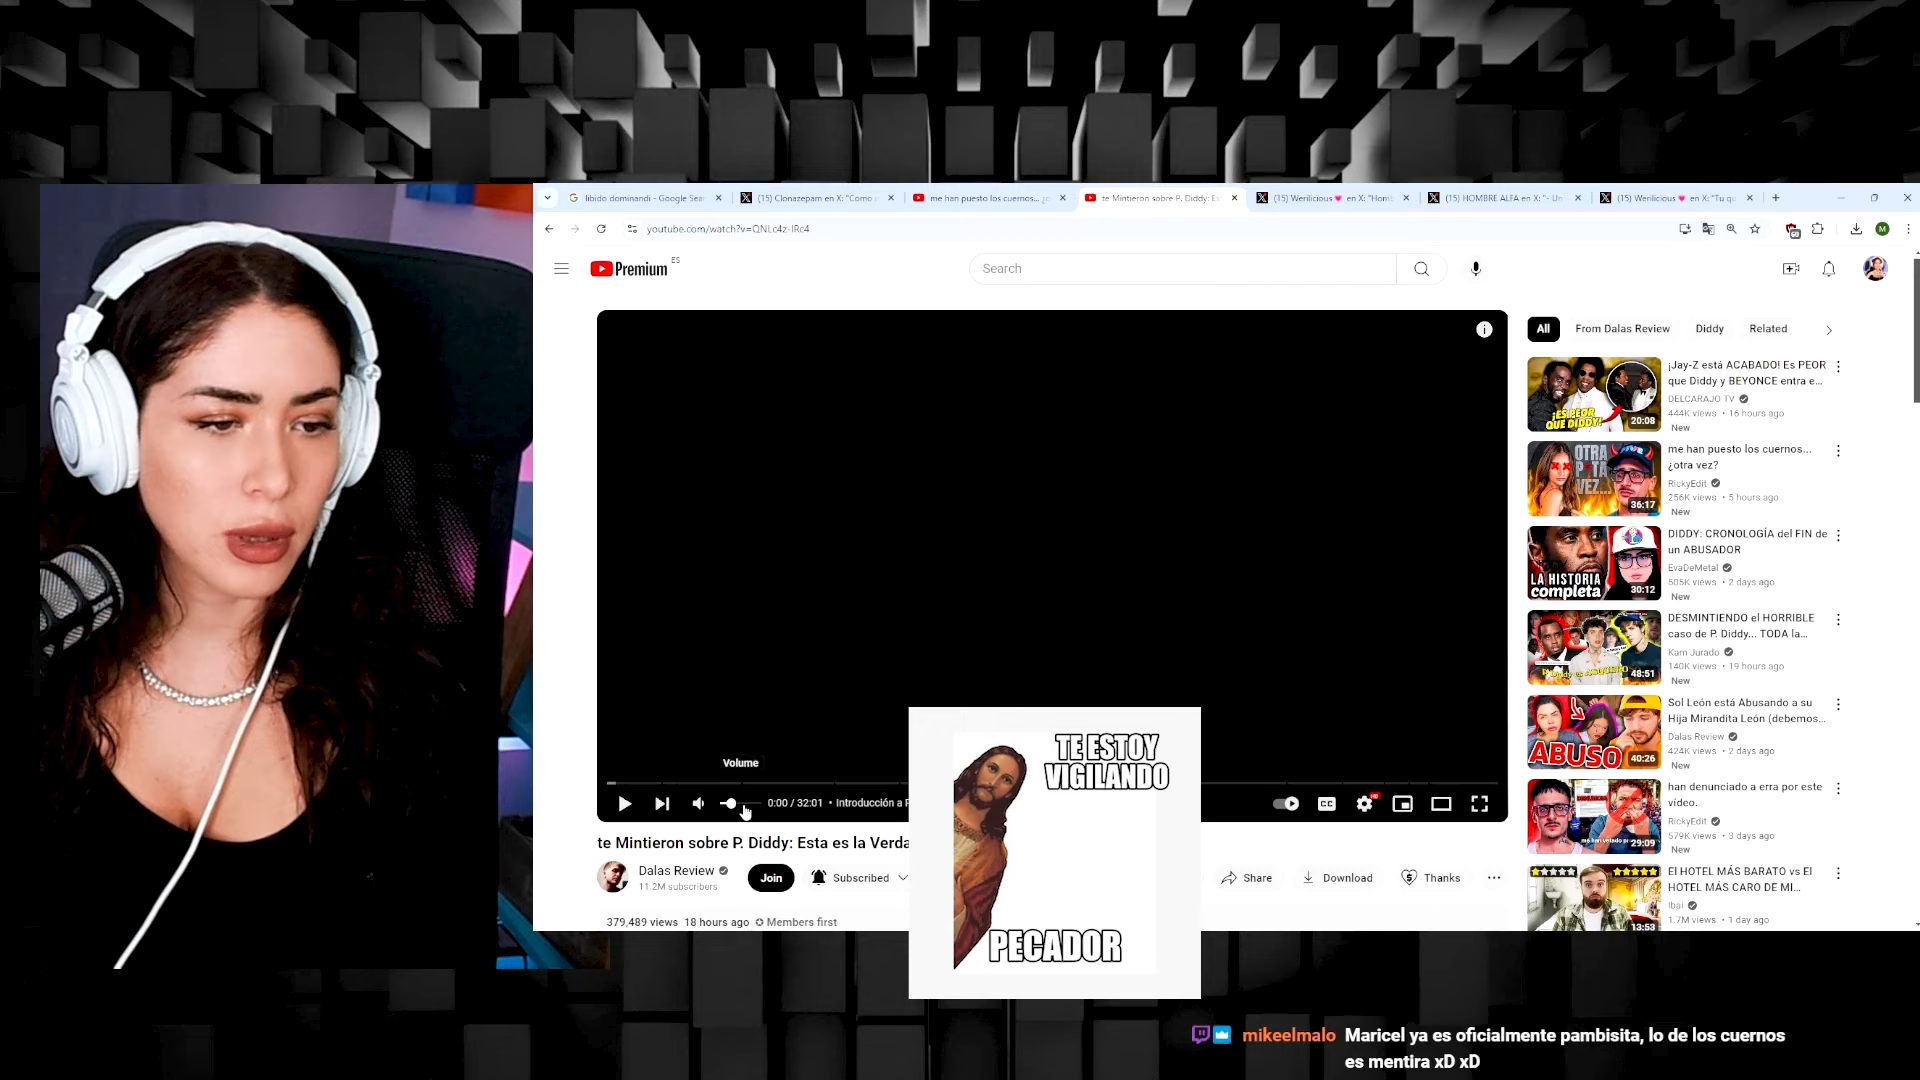 libido dominandi - Google Sea
(15) Clonazepam en X: "Como
me han puesto los cuernos...
te Mintieron sobre P. Diddy: Es
(15) Werilicious en X: "Homb
(15) HOMBRE ALFA en X: "- Un
(15) Werilicious en X: "Tu qu
youtube.com/watch?v=QNLc4z-iRc4
M
Premium ES
Search
All
From Dalas Review
Diddy
Related
¡Jay-Z está ACABADO! Es PEOR
que Diddy y BEYONCE entra e...
DELCARAJO TV
444K views • 16 hours ago
New
¡ES PEOR
QUE DIDDY!
20:08
me han puesto los cuernos...
¿otra vez?
RickyEdit
256K views • 5 hours ago
New
OTRA
P*TA
VEZ...
36:17
DIDDY: CRONOLOGÍA del FIN de
un ABUSADOR
EvaDeMetal
505K views • 2 days ago
New
LA HISTORIA
completa
30:12
DESMINTIENDO el HORRIBLE
caso de P. Diddy... TODA la...
Kam Jurado
140K views • 19 hours ago
New
48:51
Sol León está Abusando a su
Hija Mirandita León (debemos...
Dalas Review
424K views • 2 days ago
New
ABUSO
40:26
han denunciado a erra por este
vídeo.
RickyEdit
579K views • 3 days ago
New
29:09
El HOTEL MÁS BARATO vs El
HOTEL MÁS CARO DE MI...
Ibai
1.7M views • 1 day ago
13:53
Volume
0:00 / 32:01 • Introducción a P
CC
HD
te Mintieron sobre P. Diddy: Esta es la Verda
Dalas Review
11.2M subscribers
Join
Subscribed
Share
Download
Thanks
379,489 views 18 hours ago Members first
TE ESTOY
VIGILANDO
PECADOR
mikeelmalo Maricel ya es oficialmente pambisita, lo de los cuernos
es mentira xD xD